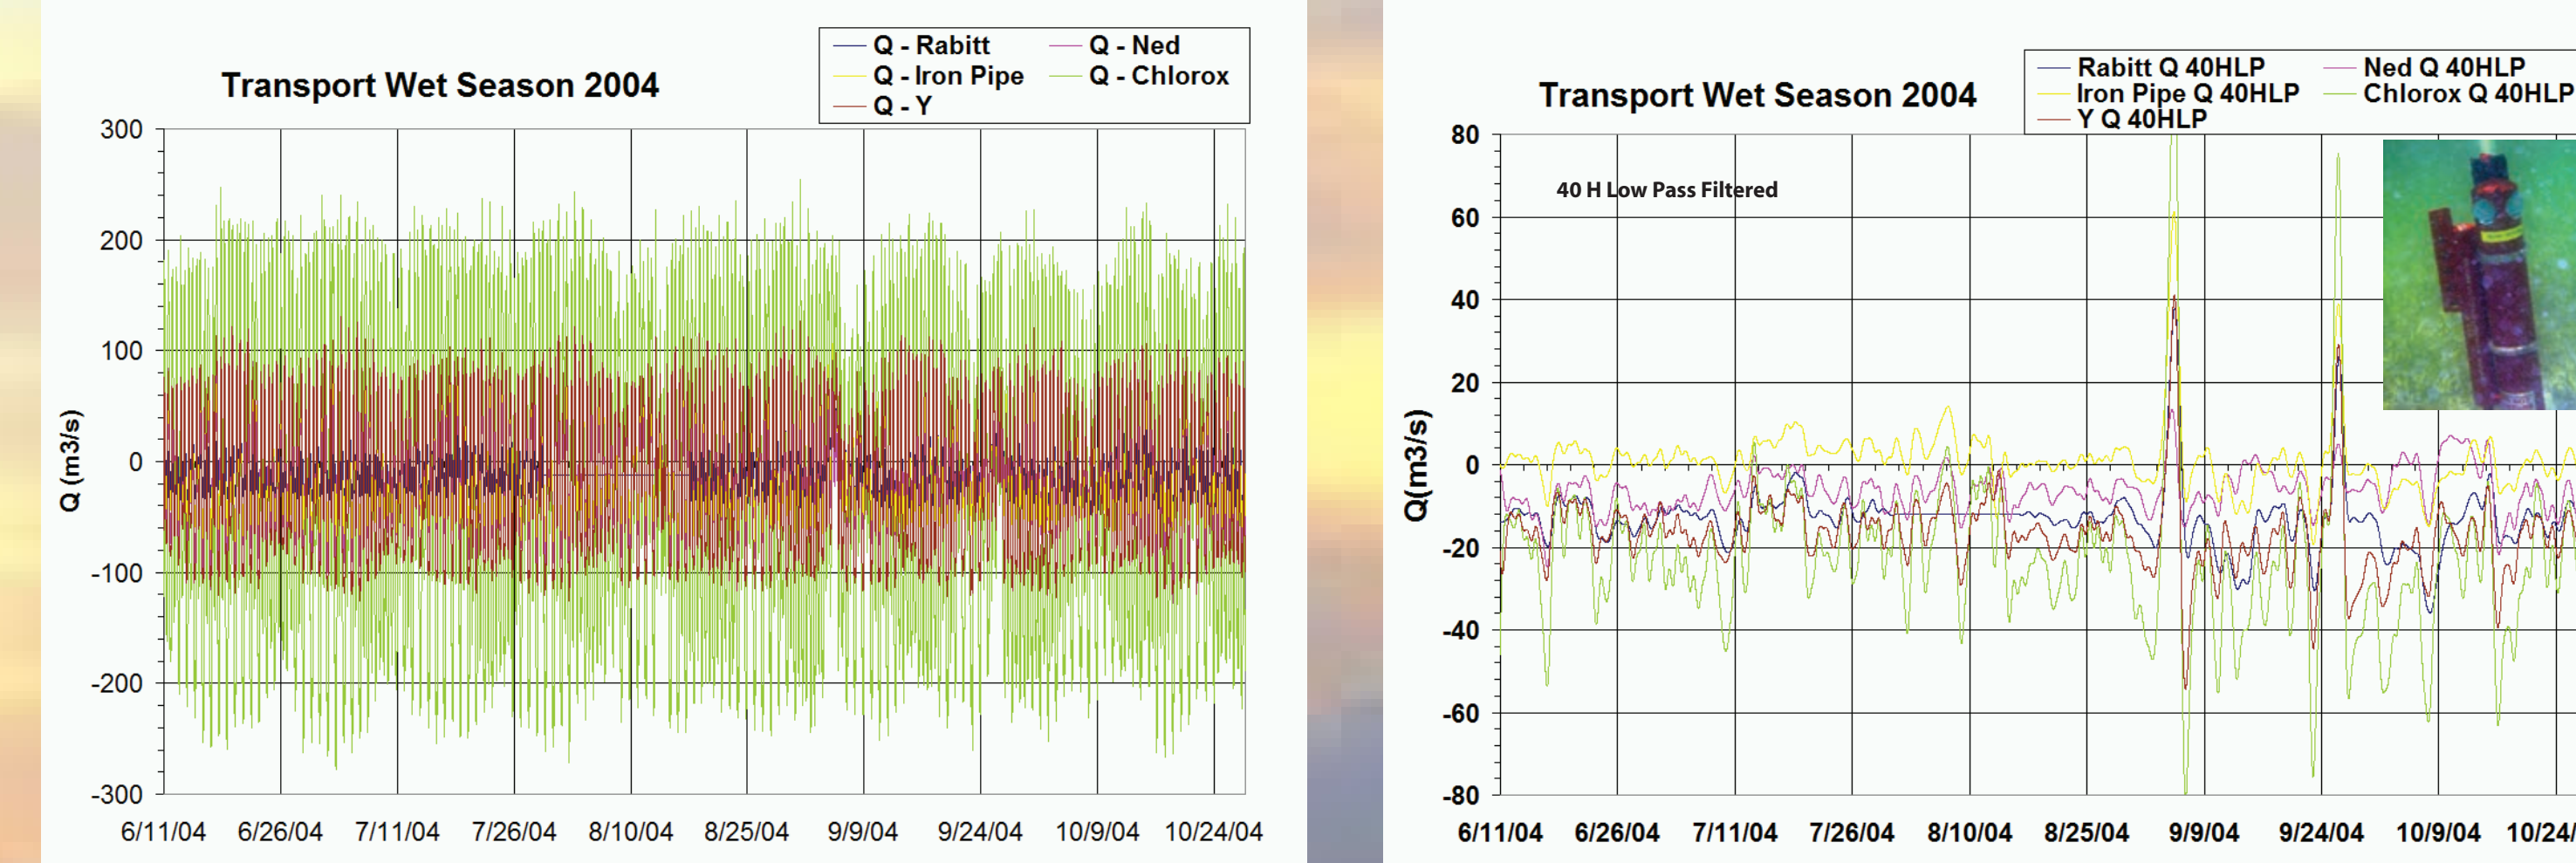 Transport Wet Season 2004
Q - Rabitt
Q - Ned
Q - Iron Pipe
Q - Chlorox
Q - Y
300
200
100
0
-100
-200
-300
Q (m3/s)
6/11/04 6/26/04 7/11/04 7/26/04 8/10/04 8/25/04 9/9/04 9/24/04 10/9/04 10/24/04
Transport Wet Season 2004
Rabitt Q 40HLP
Ned Q 40HLP
Iron Pipe Q 40HLP
Chlorox Q 40HLP
Y Q 40HLP
40 H Low Pass Filtered
80
60
40
20
0
-20
-40
-60
-80
Q(m3/s)
6/11/04 6/26/04 7/11/04 7/26/04 8/10/04 8/25/04 9/9/04 9/24/04 10/9/04 10/24/